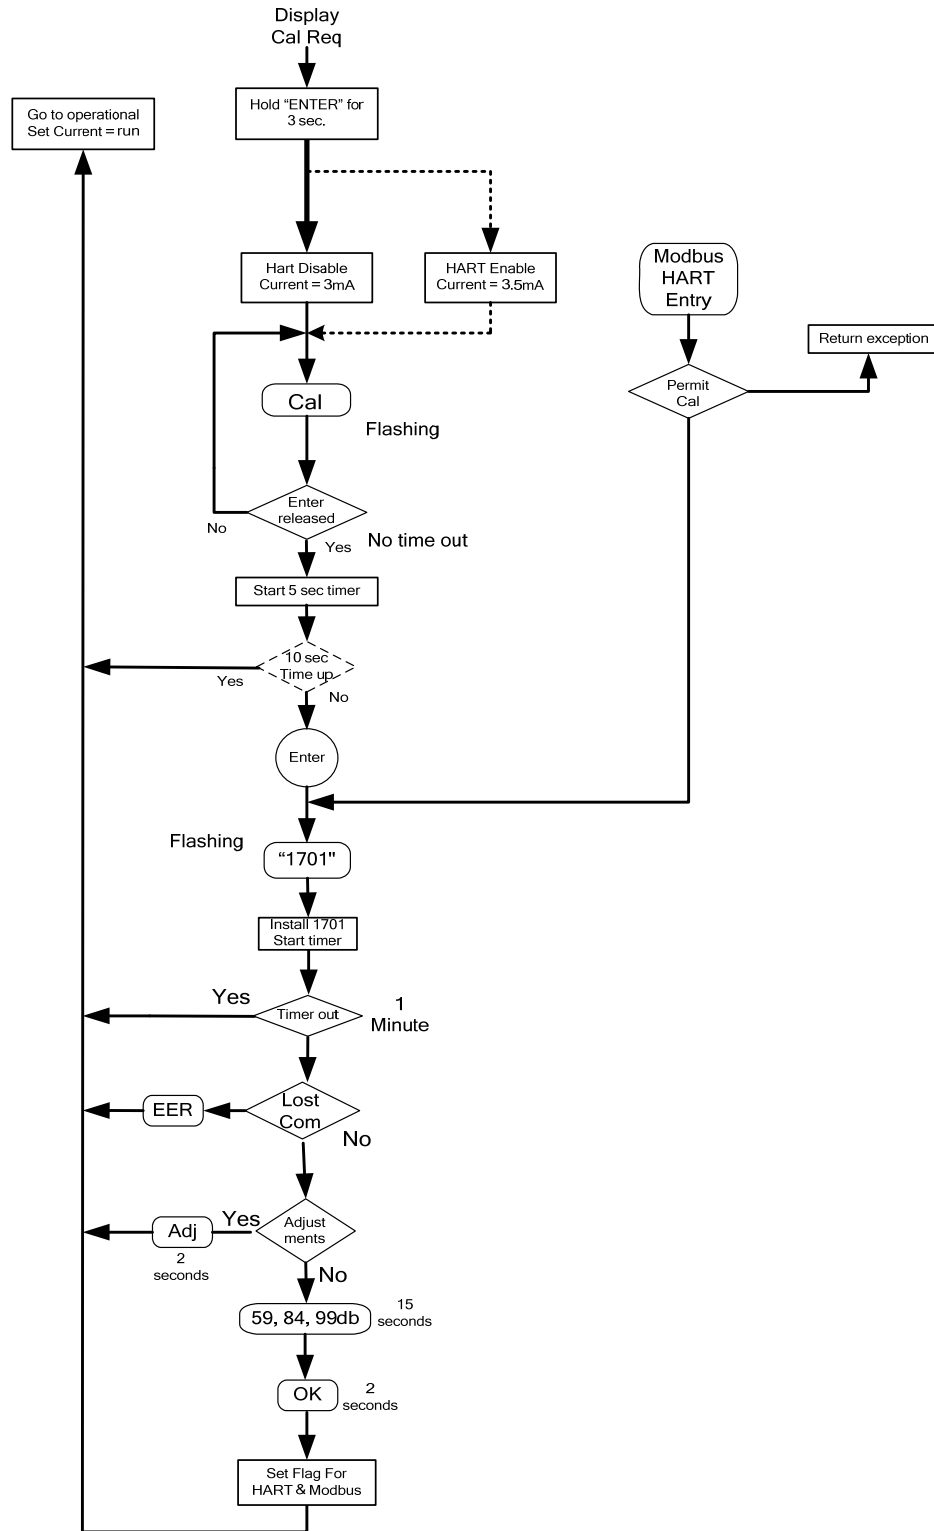 Display
Cal Req
Hold "ENTER" for
3 sec.
Go to operational
Set Current = run
Hart Disable
Current = 3mA
HART Enable
Current = 3.5mA
Modbus
HART
Entry
Return exception
Permit
Cal
Cal
Flashing
Enter
released
No
Yes
No time out
Start 5 sec timer
10 sec
Time up
Yes
No
Enter
Flashing
"1701"
Install 1701
Start timer
Yes
Timer out
1
Minute
Lost
Com
EER
No
Adjust
ments
Yes
Adj
2
seconds
No
59, 84, 99db
15
seconds
OK
2
seconds
Set Flag For
HART & Modbus